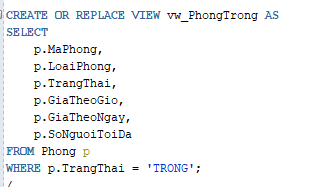 CREATE OR REPLACE VIEW vw_PhongTrong AS
SELECT
p.MaPhong,
p.LoaiPhong,
p.TrangThai,
p.GiaTheoGio,
p.GiaTheoNgay,
p.SoNguoiToiDa
FROM Phong p
WHERE p.TrangThai = 'TRONG';
/